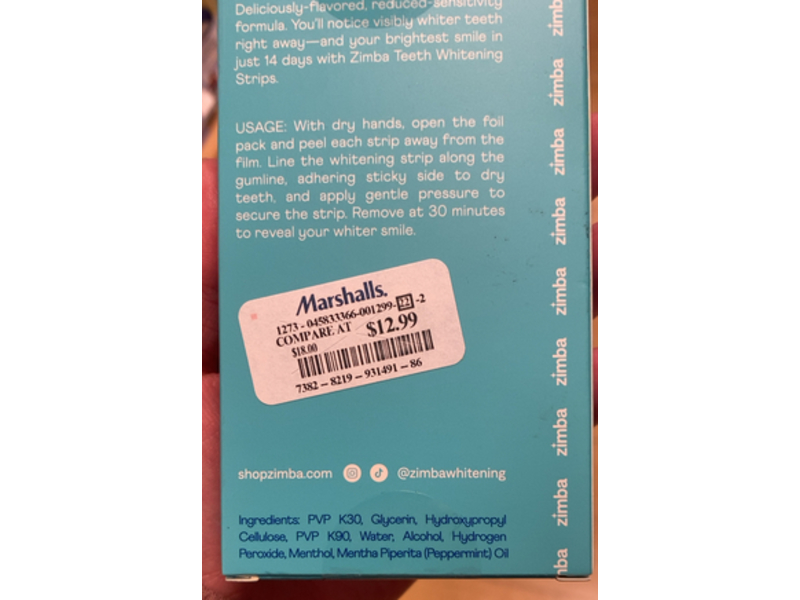 Deliciously-flavored, reduced-sensitivity
formula. You'll notice visibly whiter teeth
right away—and your brightest smile in
just 14 days with Zimba Teeth Whitening
Strips.
USAGE: With dry hands, open the foil
pack and peel each strip away from the
film. Line the whitening strip along the
gumline, adhering sticky side to dry
teeth, and apply gentle pressure to
secure the strip. Remove at 30 minutes
to reveal your whiter smile.
Marshalls.
1273 - 045833366-001299-22-2
COMPARE AT $12.99
$18.00
7382 - 8219 - 931491 - 86
shopzimba.com @zimbawhitening
Ingredients: PVP K30, Glycerin, Hydroxypropyl
Cellulose, PVP K90, Water, Alcohol, Hydrogen
Peroxide, Menthol, Mentha Piperita (Peppermint) Oil
zimba
zimba
zimba
zimba
zimba
zimba
zimba
zimba
zimba